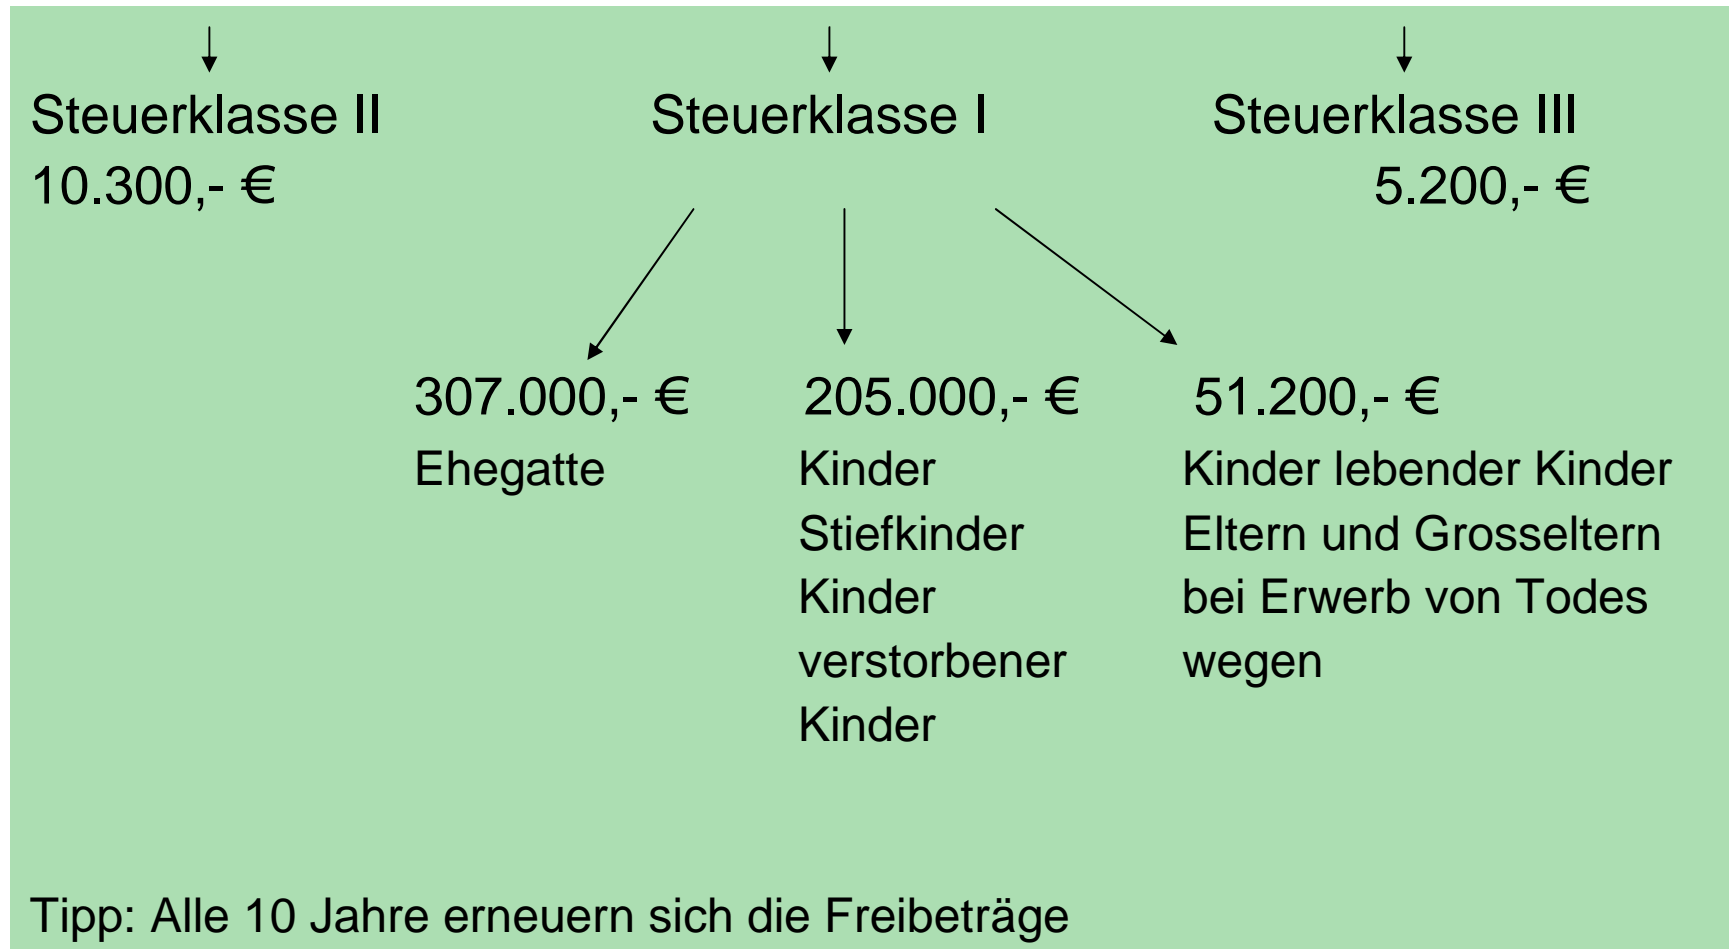 Steuerklasse II Steuerklasse I Steuerklasse III
10.300,- € 5.200,- €
307.000,- € 205.000,- € 51.200,- €
Ehegatte Kinder Kinder lebender Kinder
Stiefkinder Eltern und Grosseltern
Kinder bei Erwerb von Todes
verstorbener wegen
Kinder
Tipp: Alle 10 Jahre erneuern sich die Freibeträge